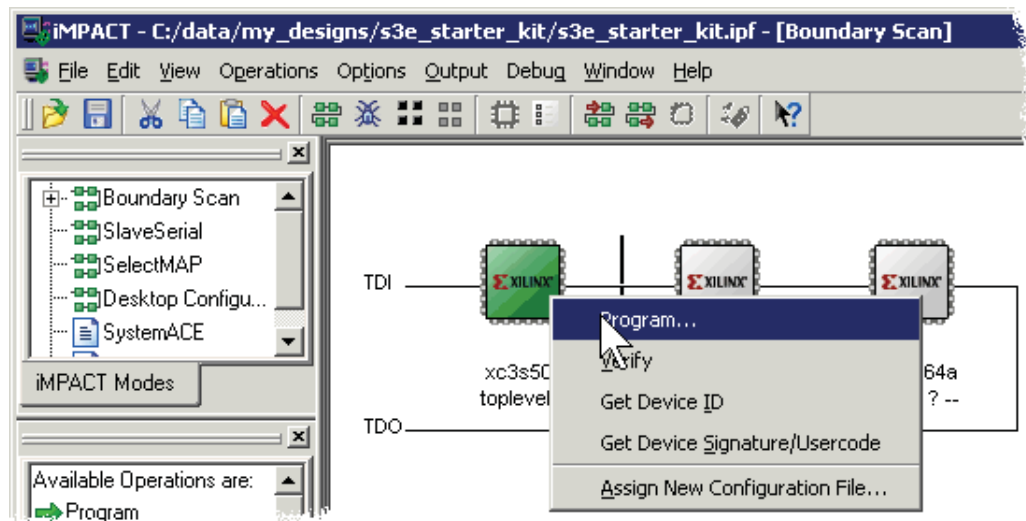 iMPACT - C:/data/my_designs/s3e_starter_kit/s3e_starter_kit.ipf - [Boundary Scan]
File Edit View Operations Options Output Debug Window Help
Boundary Scan
SlaveSerial
SelectMAP
Desktop Configu...
SystemACE
iMPACT Modes
Available Operations are:
Program
TDI
XILINX
XILINX
XILINX
xc3s50
toplevel
64a
? --
TDO
Program...
Verify
Get Device ID
Get Device Signature/Usercode
Assign New Configuration File...